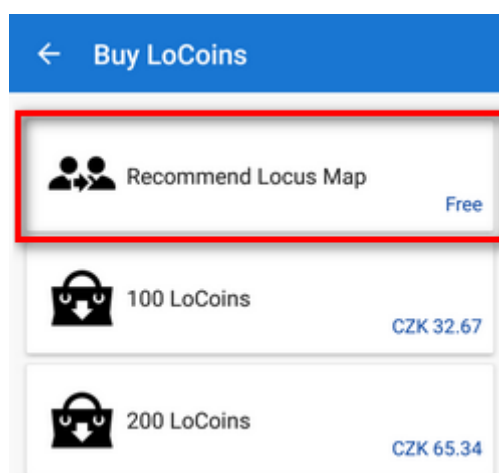 Buy LoCoins
Recommend Locus Map
Free
100 LoCoins
CZK 32.67
200 LoCoins
CZK 65.34